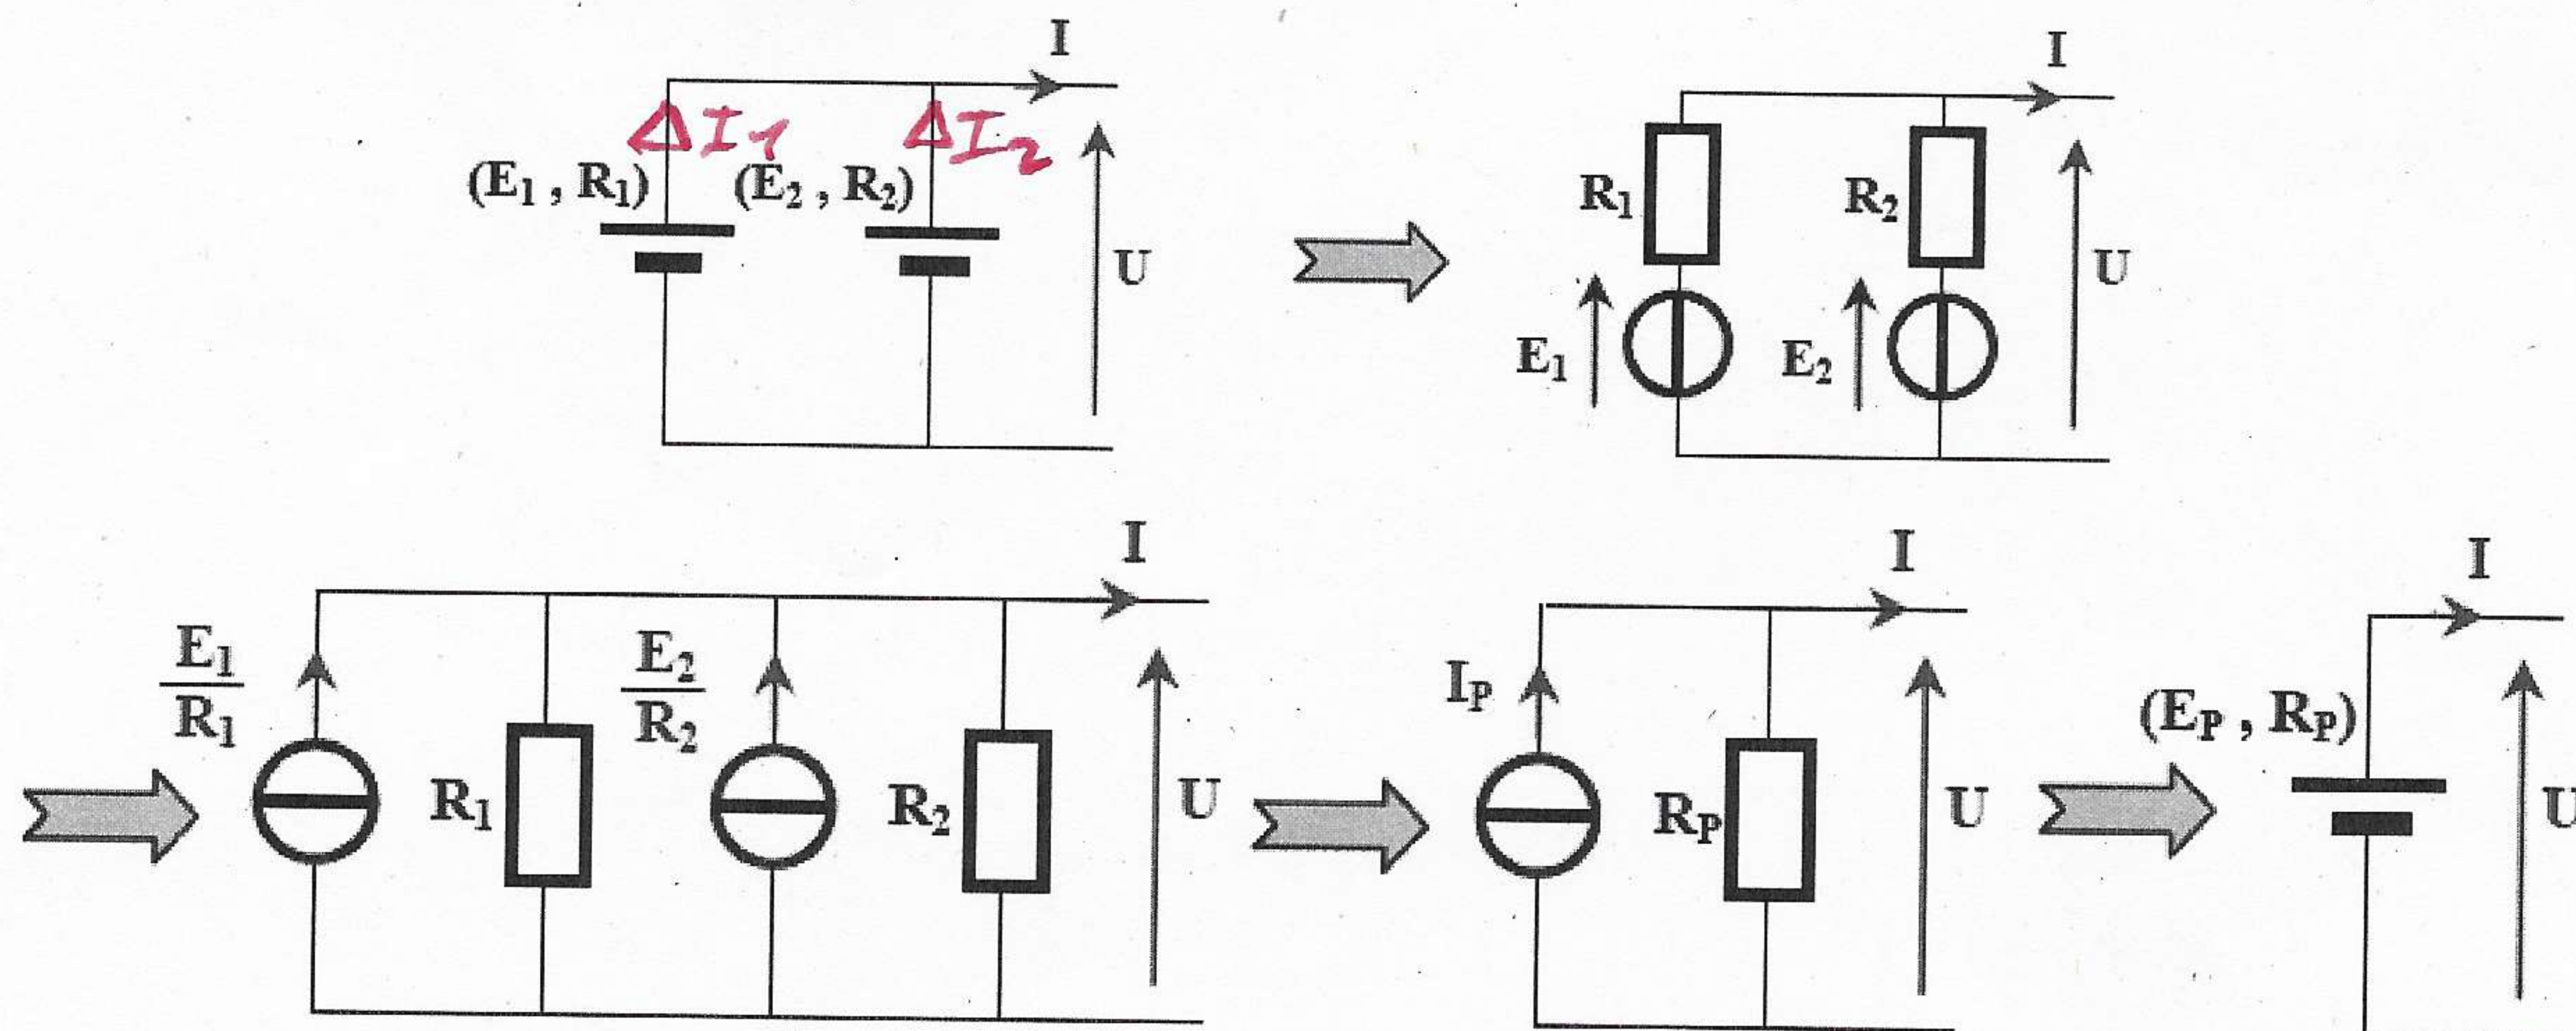 I
ΔI1 ΔI2
(E1 , R1) (E2 , R2)
U
I
R1 R2
U
E1 E2
I
E1
R1
R1
E2
R2
R2
U
I
IP
RP
U
I
(EP , RP)
U